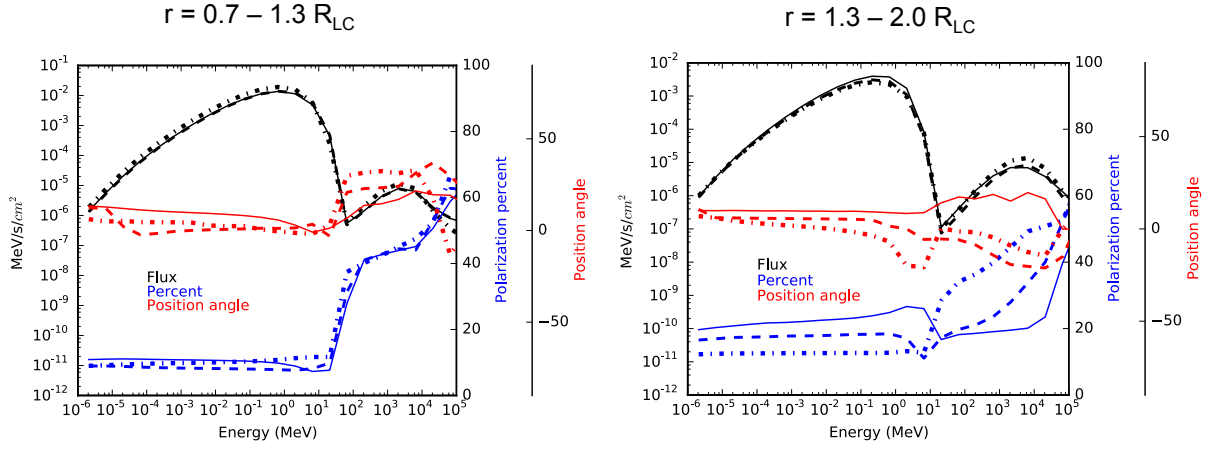 r = 0.7 – 1.3 R_LC
10^-1
10^-2
10^-3
10^-4
10^-5
10^-6
10^-7
10^-8
10^-9
10^-10
10^-11
10^-12
MeV/s/cm^2
Flux
Percent
Position angle
10^-6 10^-5 10^-4 10^-3 10^-2 10^-1 10^0 10^1 10^2 10^3 10^4 10^5
Energy (MeV)
100
80
60
40
20
0
Polarization percent
50
0
−50
Position angle
r = 1.3 – 2.0 R_LC
10^-2
10^-3
10^-4
10^-5
10^-6
10^-7
10^-8
10^-9
10^-10
10^-11
10^-12
MeV/s/cm^2
Flux
Percent
Position angle
10^-6 10^-5 10^-4 10^-3 10^-2 10^-1 10^0 10^1 10^2 10^3 10^4 10^5
Energy (MeV)
100
80
60
40
20
0
Polarization percent
50
0
−50
Position angle